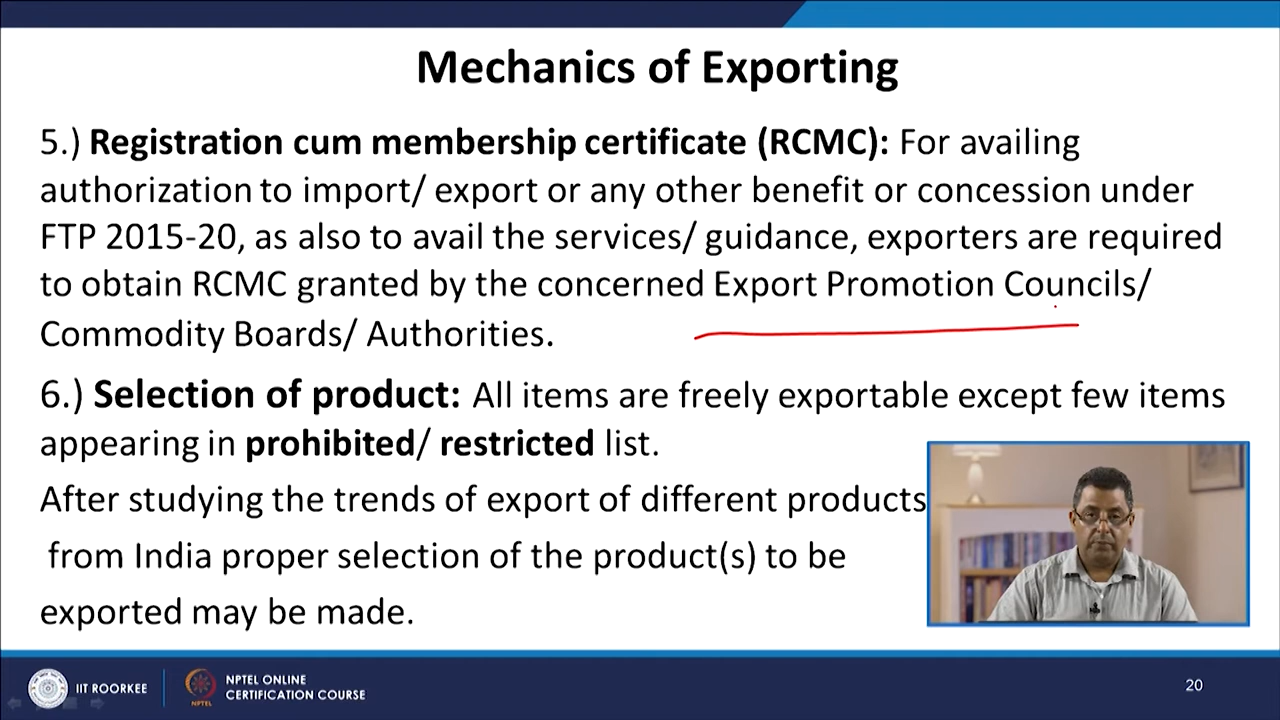 Mechanics of Exporting
5.) Registration cum membership certificate (RCMC): For availing
authorization to import/ export or any other benefit or concession under
FTP 2015-20, as also to avail the services/ guidance, exporters are required
to obtain RCMC granted by the concerned Export Promotion Councils/
Commodity Boards/ Authorities.
6.) Selection of product: All items are freely exportable except few items
appearing in prohibited/ restricted list.
After studying the trends of export of different products
from India proper selection of the product(s) to be
exported may be made.
IIT ROORKEE
NPTEL
NPTEL ONLINE
CERTIFICATION COURSE
20